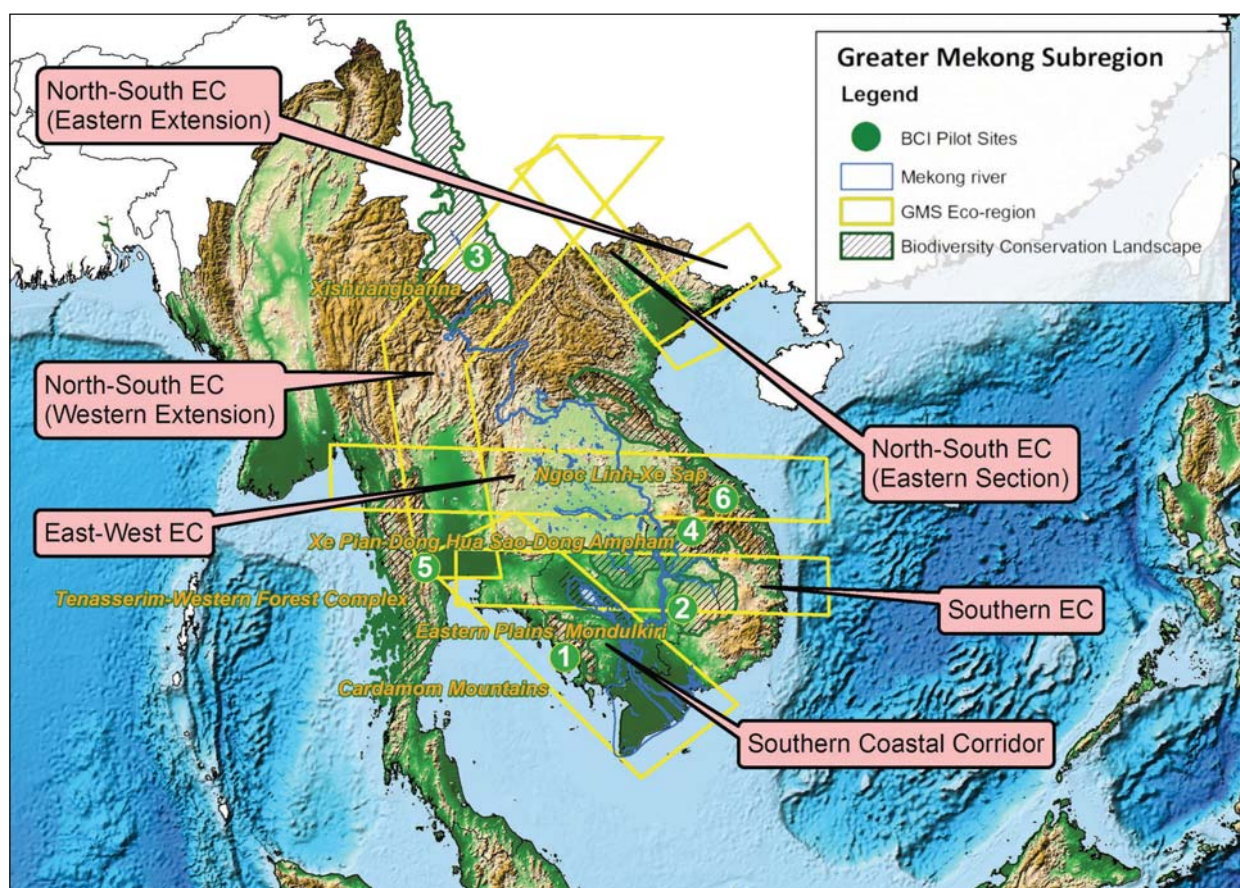 North-South EC
(Eastern Extension)
Greater Mekong Subregion
Legend
BCI Pilot Sites
Mekong river
GMS Eco-region
Biodiversity Conservation Landscape
3
Xishuangbanna
North-South EC
(Western Extension)
North-South EC
(Eastern Section)
Ngoc Linh-Xe Sap
6
East-West EC
4
Xe Pian-Dong Hua Sao-Dong Ampham
5
Tenasserim-Western Forest Complex
2
Southern EC
Eastern Plains Mondulkiri
1
Cardamom Mountains
Southern Coastal Corridor